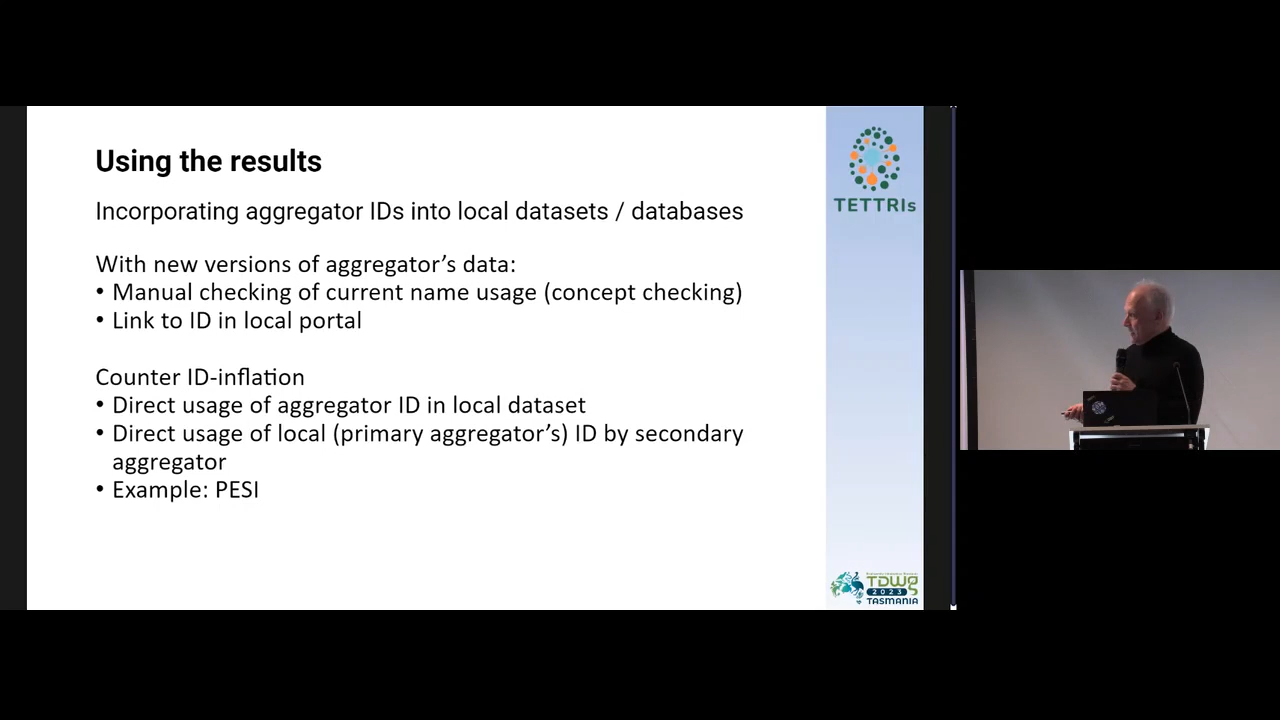 Using the results
Incorporating aggregator IDs into local datasets / databases
With new versions of aggregator's data:
• Manual checking of current name usage (concept checking)
• Link to ID in local portal
Counter ID-inflation
• Direct usage of aggregator ID in local dataset
• Direct usage of local (primary aggregator's) ID by secondary
aggregator
• Example: PESI
TETTRIs
TDWG
2023
TASMANIA